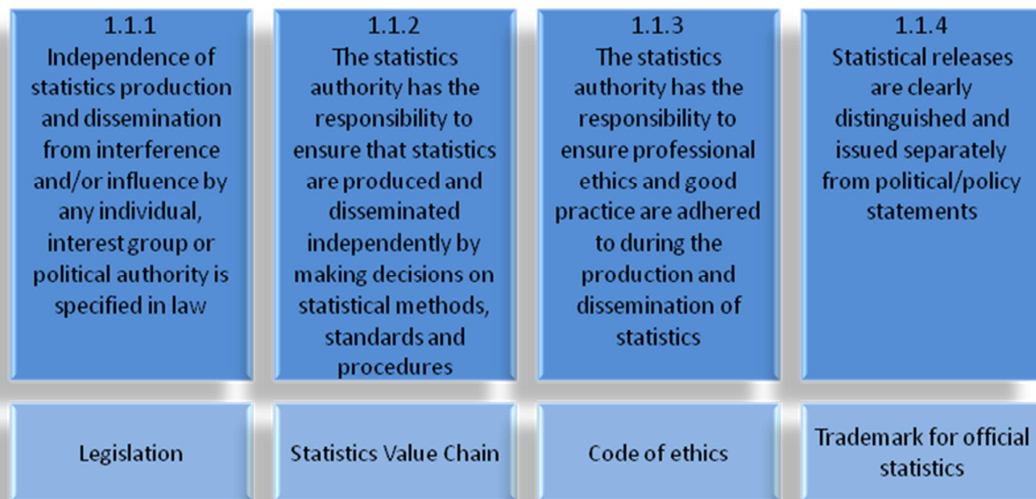 1.1.1
Independence of
statistics production
and dissemination
from interference
and/or influence by
any individual,
interest group or
political authority is
specified in law
1.1.2
The statistics
authority has the
responsibility to
ensure that statistics
are produced and
disseminated
independently by
making decisions on
statistical methods,
standards and
procedures
1.1.3
The statistics
authority has the
responsibility to
ensure professional
ethics and good
practice are adhered
to during the
production and
dissemination of
statistics
1.1.4
Statistical releases
are clearly
distinguished and
issued separately
from political/policy
statements
Legislation
Statistics Value Chain
Code of ethics
Trademark for official
statistics